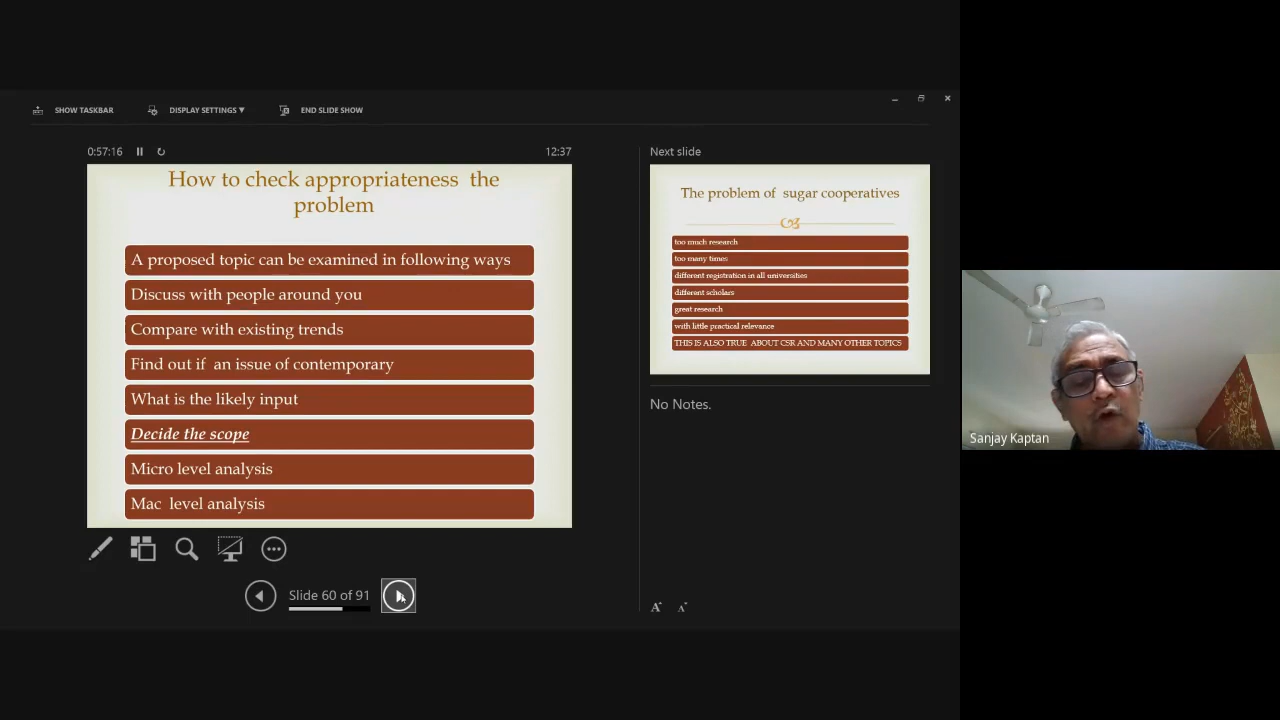 SHOW TASKBAR
DISPLAY SETTINGS ▼
END SLIDE SHOW
0:57:16
12:37
How to check appropriateness the
problem
A proposed topic can be examined in following ways
Discuss with people around you
Compare with existing trends
Find out if an issue of contemporary
What is the likely input
Decide the scope
Micro level analysis
Mac level analysis
Slide 60 of 91
Next slide
The problem of sugar cooperatives
too much research
too many times
different registration in all universities
different scholars
great research
with little practical relevance
THIS IS ALSO TRUE ABOUT CSR AND MANY OTHER TOPICS
No Notes.
A A
Sanjay Kaptan